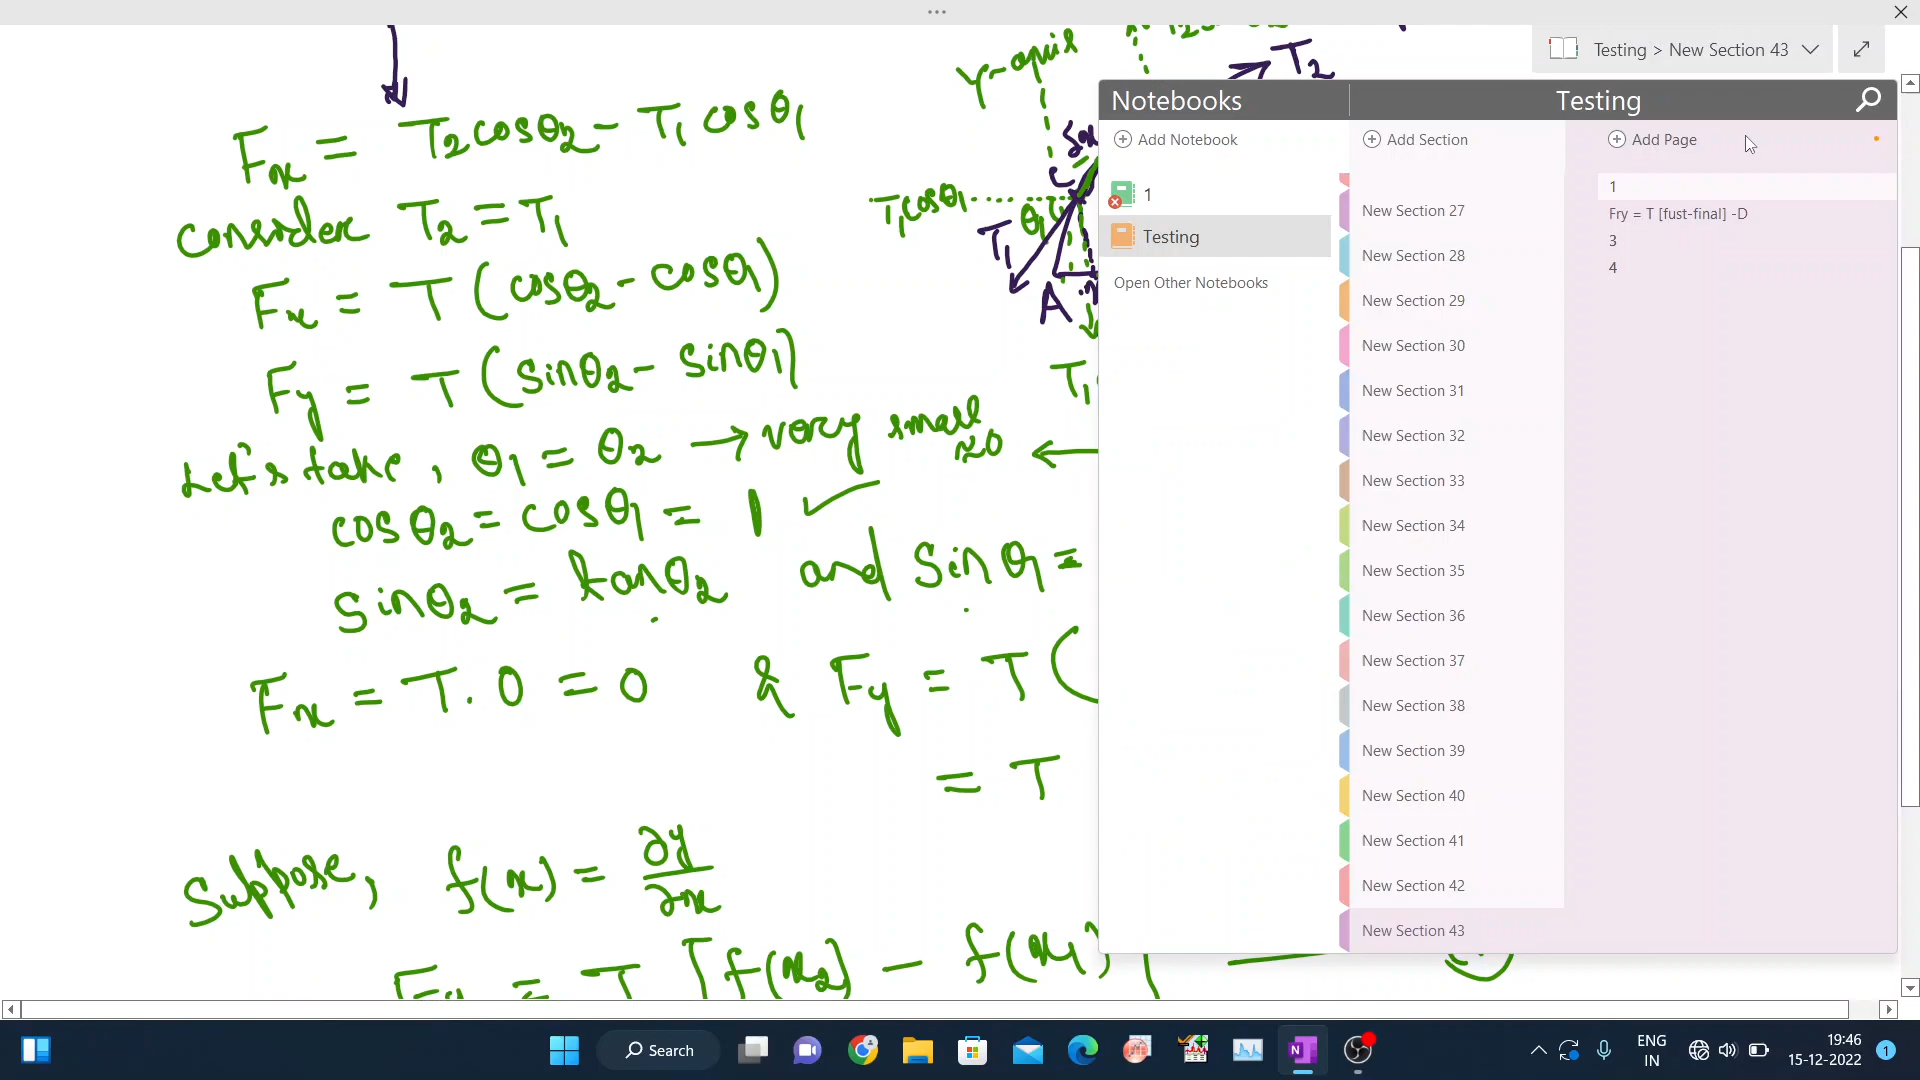 Testing > New Section 43
Y-axis
T₂
Fx = T₂cosθ₂ - T₁cosθ₁
consider T₂ = T₁
T₁cosθ₁
θ₁
T₁
A
Fx = T(cosθ₂ - cosθ₁)
Fy = T(sinθ₂ - sinθ₁)
T₁
Let's take, θ₁ = θ₂ → very small
≈0 ←
cosθ₂ = cosθ₁ = 1 ✓
sinθ₂ = tanθ₂ and sinθ₁ =
Fx = T.0 = 0 & Fy = T(
= T
Suppose, f(x) = ∂y/∂x
Fy = T[f(x₂) - f(x₁)]
Notebooks
Testing
Add Notebook
1
Testing
Open Other Notebooks
Add Section
New Section 27
New Section 28
New Section 29
New Section 30
New Section 31
New Section 32
New Section 33
New Section 34
New Section 35
New Section 36
New Section 37
New Section 38
New Section 39
New Section 40
New Section 41
New Section 42
New Section 43
Add Page
1
Fry = T [fust-final] -D
3
4
Search
ENG
IN
19:46
15-12-2022
1